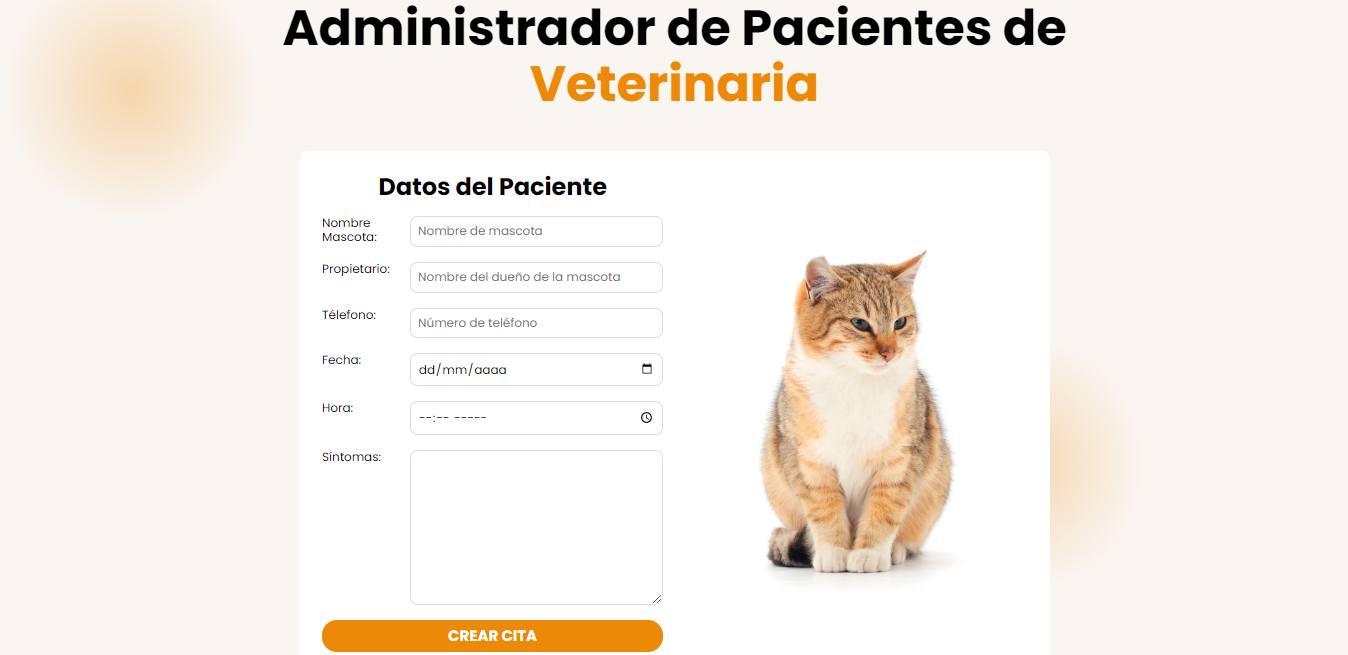 Administrador de Pacientes de
Veterinaria
Datos del Paciente
Nombre
Mascota:
Nombre de mascota
Propietario:
Nombre del dueño de la mascota
Télefono:
Número de teléfono
Fecha:
dd/mm/aaaa
Hora:
--:-- -----
Síntomas:
CREAR CITA